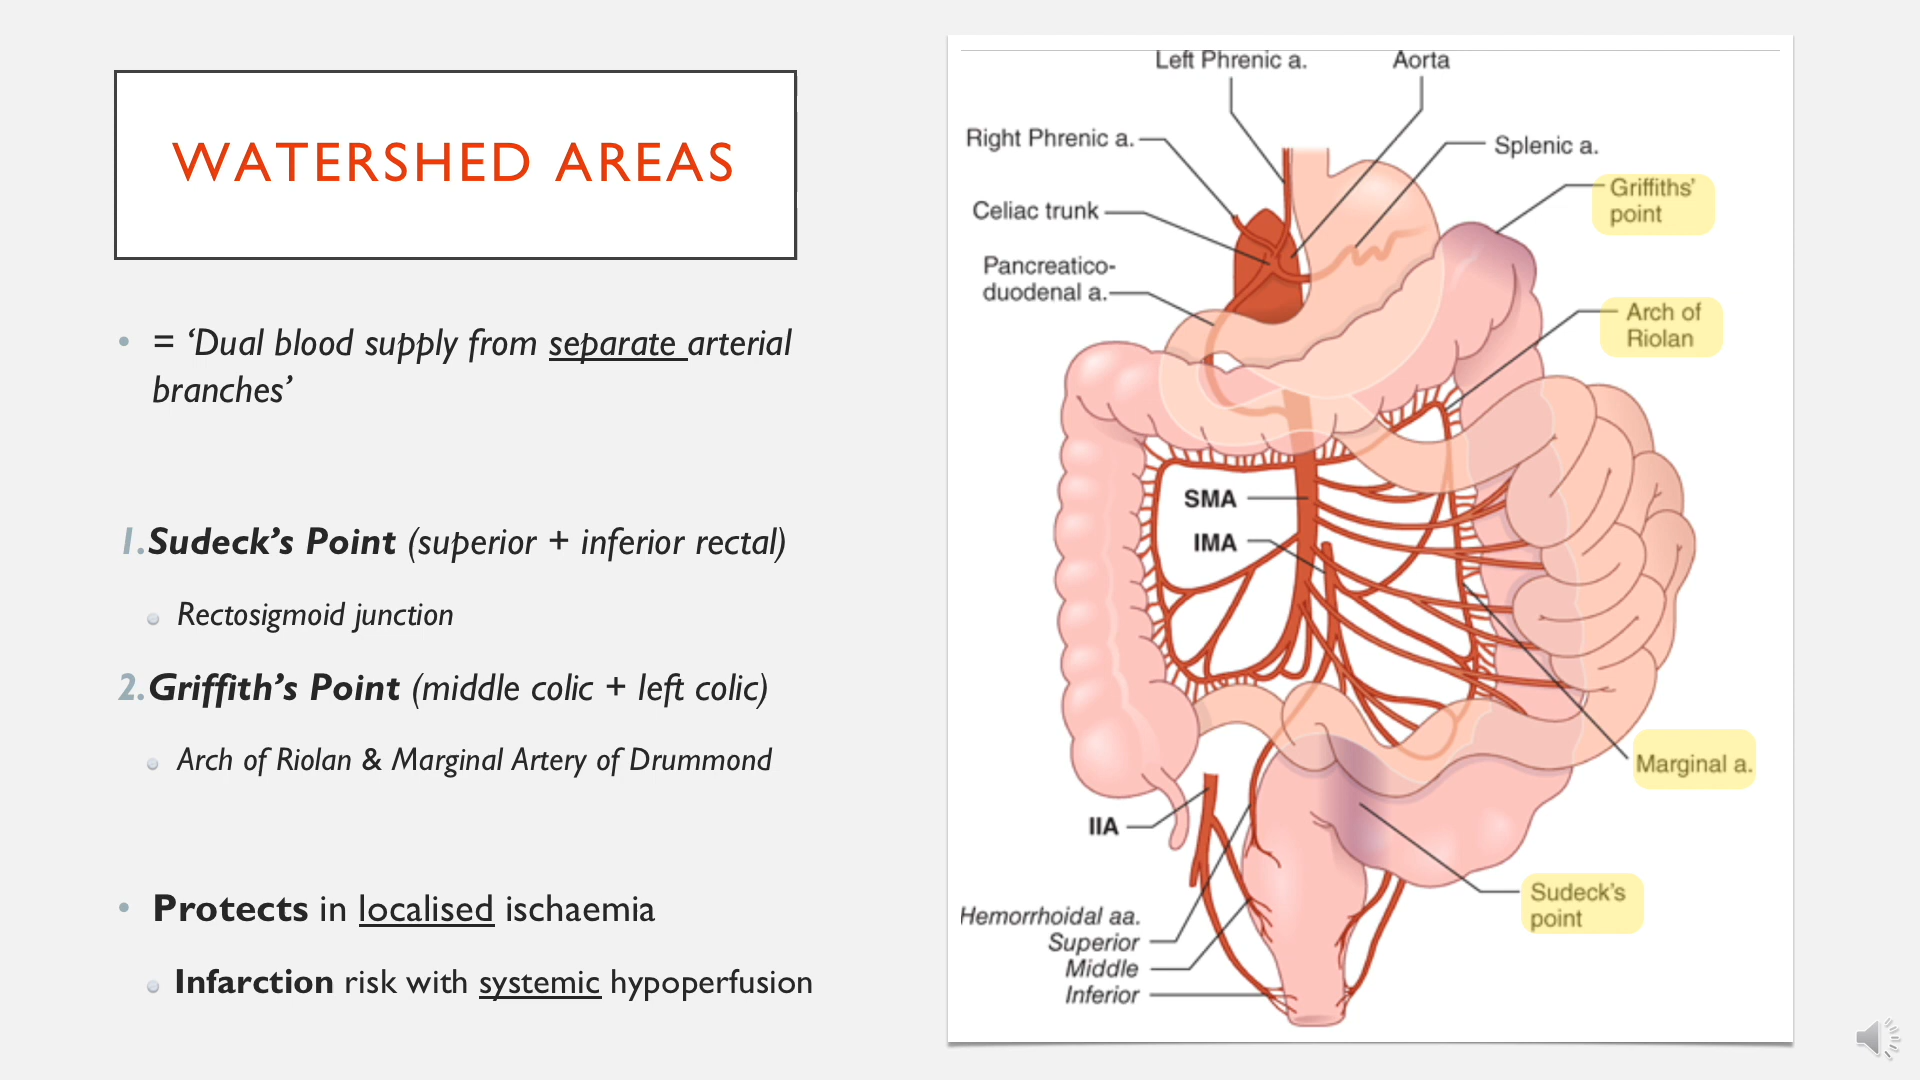 WATERSHED AREAS
• = ‘Dual blood supply from separate arterial
branches’
1. Sudeck’s Point (superior + inferior rectal)
Rectosigmoid junction
2. Griffith’s Point (middle colic + left colic)
Arch of Riolan & Marginal Artery of Drummond
• Protects in localised ischaemia
Infarction risk with systemic hypoperfusion
Left Phrenic a.
Aorta
Right Phrenic a.
Splenic a.
Griffiths’
point
Celiac trunk
Pancreatico-
duodenal a.
Arch of
Riolan
SMA
IMA
Marginal a.
IIA
Sudeck’s
point
Hemorrhoidal aa.
Superior
Middle
Inferior